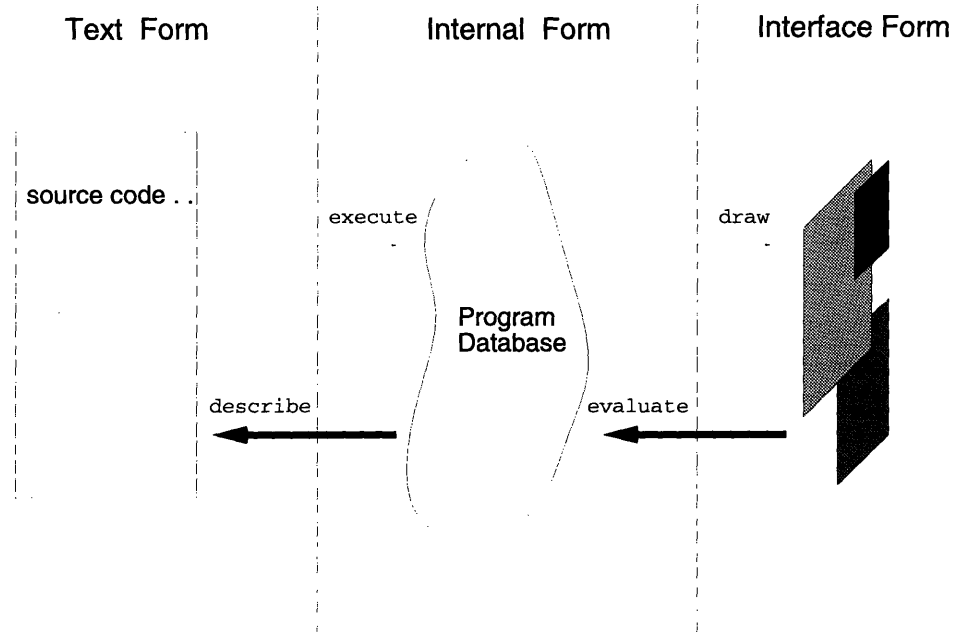 Text Form
Internal Form
Interface Form
source code . .
execute
draw
Program
Database
describe
evaluate